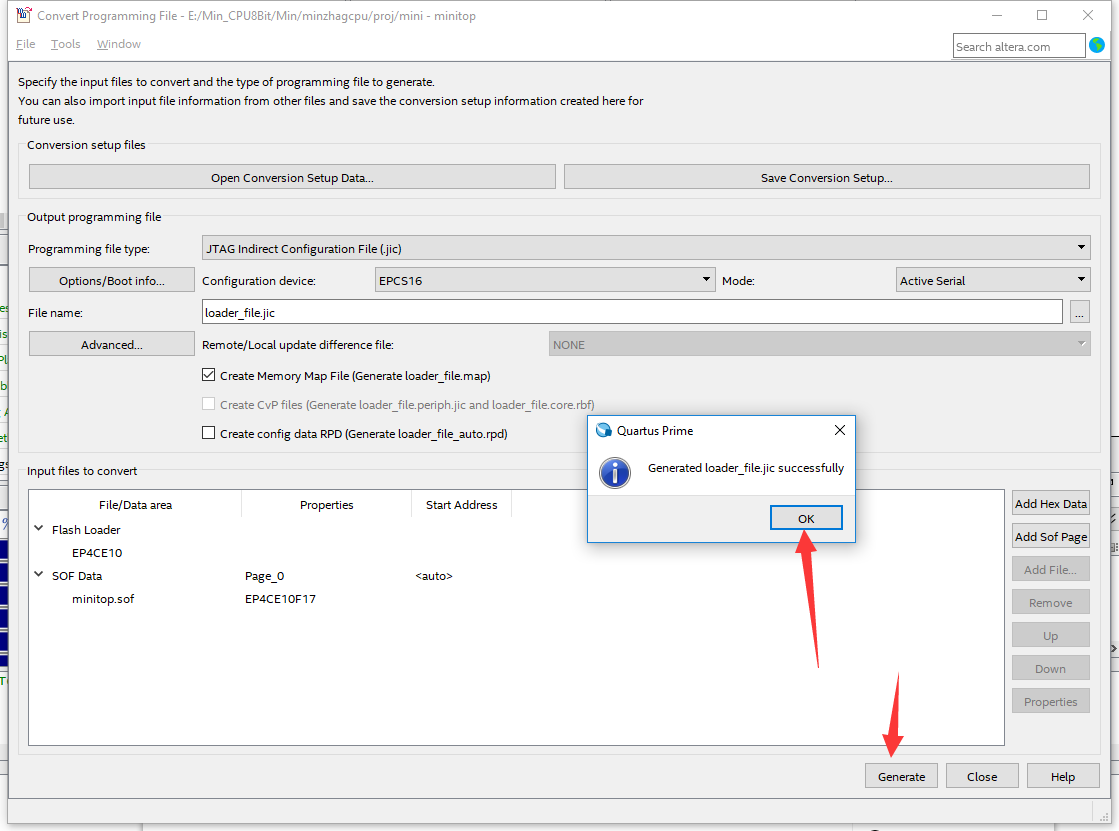 Convert Programming File - E:/Min_CPU8Bit/Min/minzhagcpu/proj/mini - minitop
File Tools Window
Search altera.com
Specify the input files to convert and the type of programming file to generate.
You can also import input file information from other files and save the conversion setup information created here for
future use.
Conversion setup files
Open Conversion Setup Data...
Save Conversion Setup...
Output programming file
Programming file type:
JTAG Indirect Configuration File (.jic)
Options/Boot info...
Configuration device:
EPCS16
Mode:
Active Serial
File name:
loader_file.jic
...
Advanced...
Remote/Local update difference file:
NONE
Create Memory Map File (Generate loader_file.map)
Create CvP files (Generate loader_file.periph.jic and loader_file.core.rbf)
Create config data RPD (Generate loader_file_auto.rpd)
Quartus Prime
Generated loader_file.jic successfully
OK
Input files to convert
File/Data area Properties Start Address
Flash Loader
EP4CE10
SOF Data Page_0 <auto>
minitop.sof EP4CE10F17
Add Hex Data
Add Sof Page
Add File...
Remove
Up
Down
Properties
Generate
Close
Help